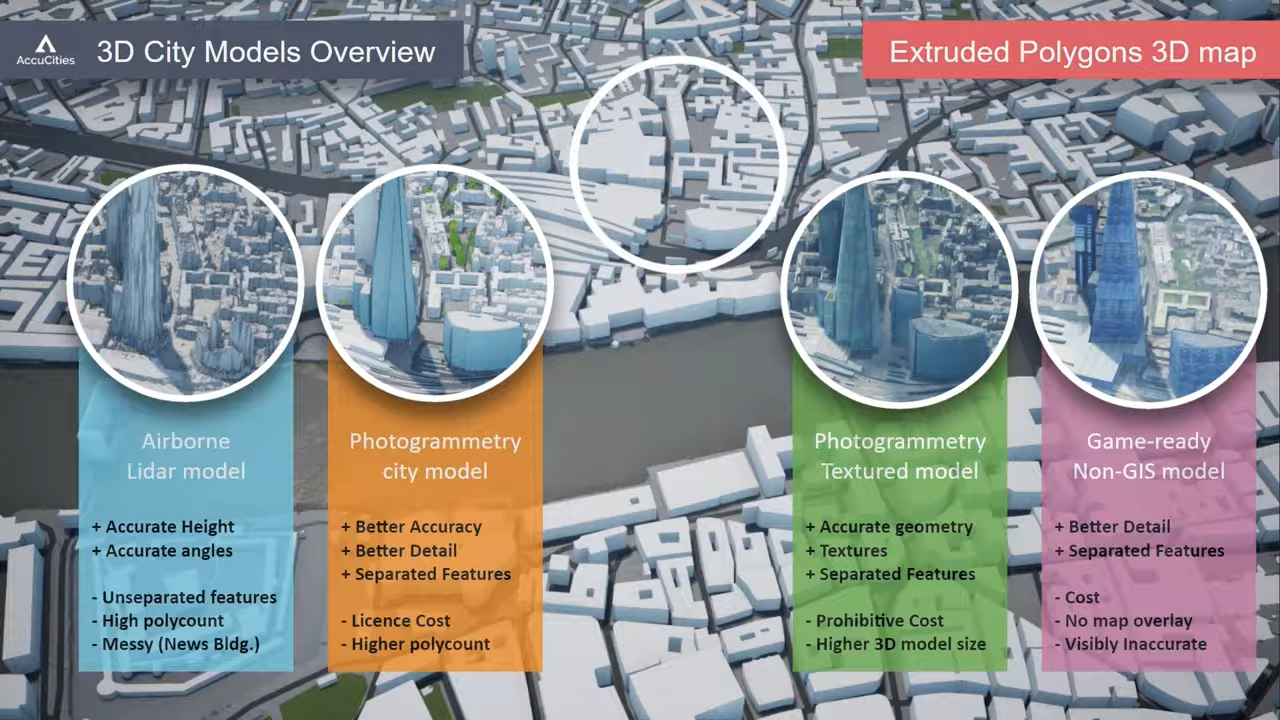 AccuCities
3D City Models Overview
Extruded Polygons 3D map
Airborne
Lidar model
+ Accurate Height
+ Accurate angles
- Unseparated features
- High polycount
- Messy (News Bldg.)
Photogrammetry
city model
+ Better Accuracy
+ Better Detail
+ Separated Features
- Licence Cost
- Higher polycount
Photogrammetry
Textured model
+ Accurate geometry
+ Textures
+ Separated Features
- Prohibitive Cost
- Higher 3D model size
Game-ready
Non-GIS model
+ Better Detail
+ Separated Features
- Cost
- No map overlay
- Visibly Inaccurate